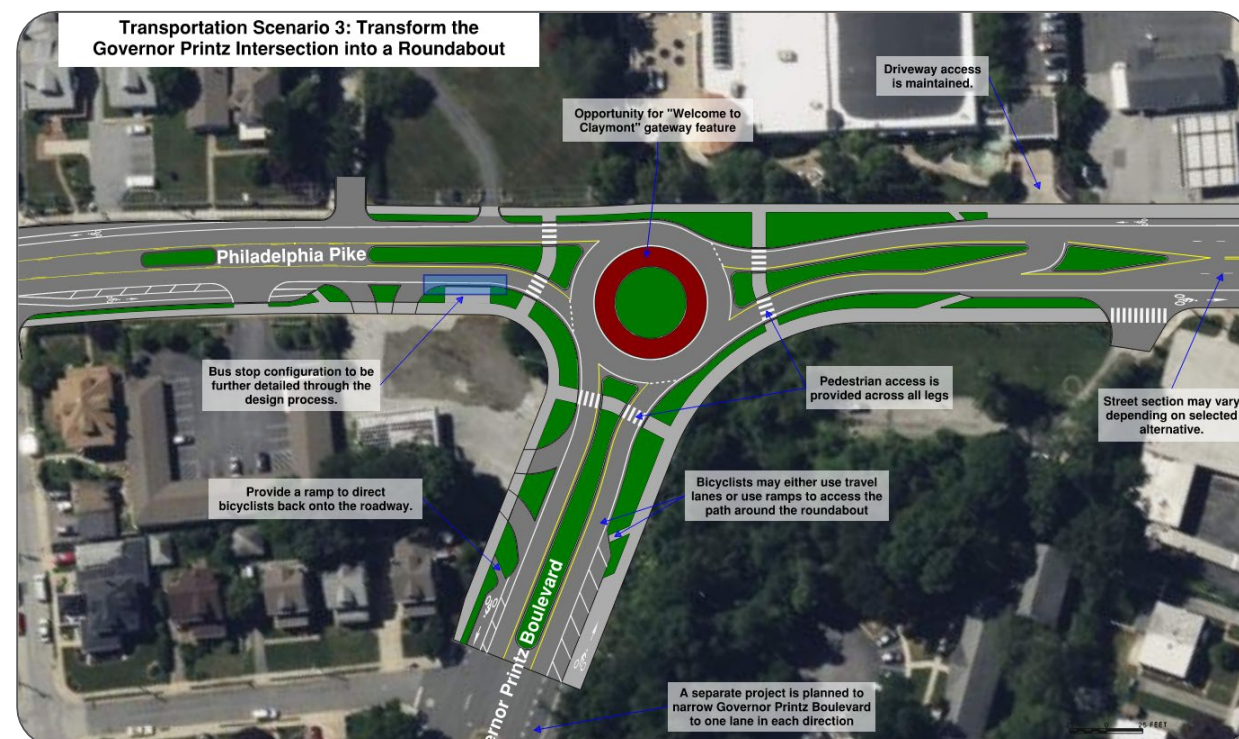 Transportation Scenario 3: Transform the
Governor Printz Intersection into a Roundabout
Driveway access
is maintained.
Opportunity for "Welcome to
Claymont" gateway feature
Philadelphia Pike
Bus stop configuration to be
further detailed through the
design process.
Pedestrian access is
provided across all legs
Street section may vary
depending on selected
alternative.
Provide a ramp to direct
bicyclists back onto the roadway.
Bicyclists may either use travel
lanes or use ramps to access the
path around the roundabout
ernor Printz Boulevard
A separate project is planned to
narrow Governor Printz Boulevard
to one lane in each direction
25 FEET